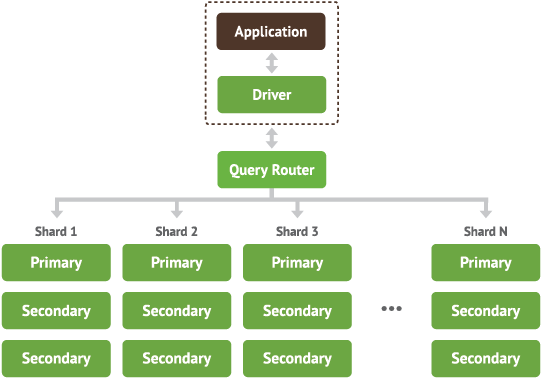 Application
Driver
Query Router
Shard 1 Shard 2 Shard 3 Shard N
Primary Primary Primary Primary
Secondary Secondary Secondary ... Secondary
Secondary Secondary Secondary Secondary